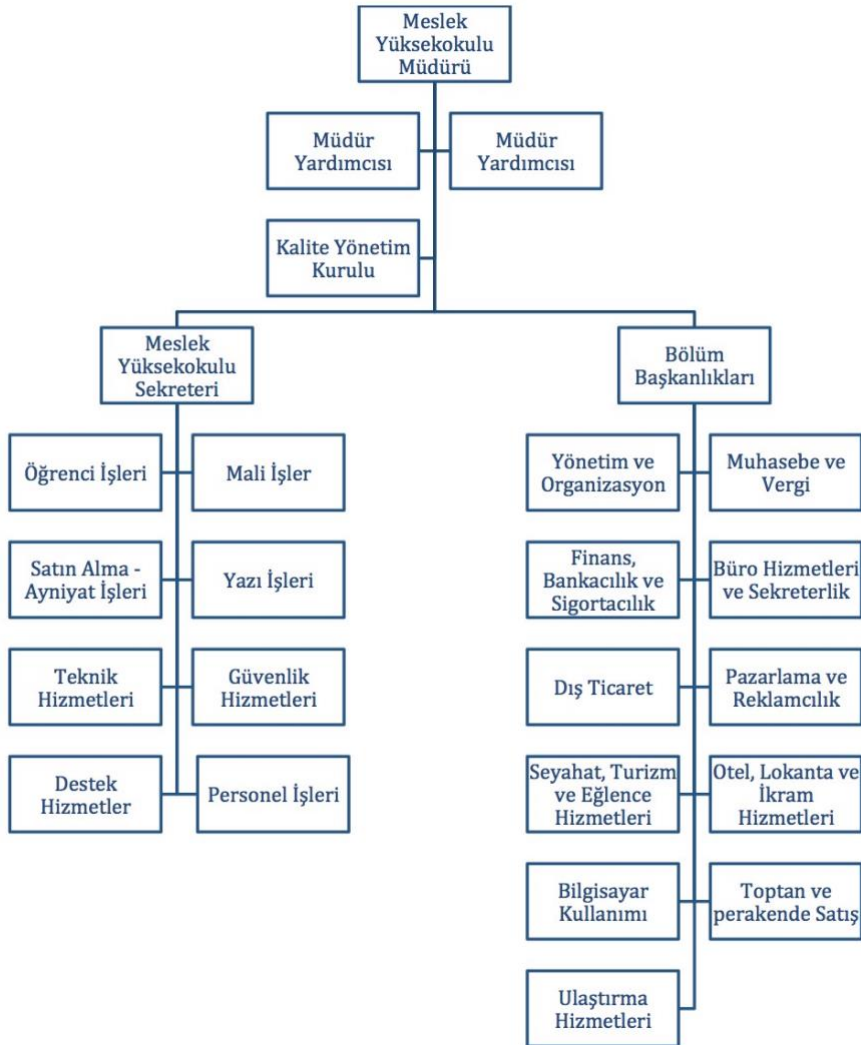 Meslek
Yüksekokulu
Müdürü
Müdür
Yardımcısı
Müdür
Yardımcısı
Kalite Yönetim
Kurulu
Meslek
Yüksekokulu
Sekreteri
Bölüm
Başkanlıkları
Öğrenci İşleri
Mali İşler
Satın Alma -
Ayniyat İşleri
Yazı İşleri
Teknik
Hizmetleri
Güvenlik
Hizmetleri
Destek
Hizmetler
Personel İşleri
Yönetim ve
Organizasyon
Muhasebe ve
Vergi
Finans,
Bankacılık ve
Sigortacılık
Büro Hizmetleri
ve Sekreterlik
Dış Ticaret
Pazarlama ve
Reklamcılık
Seyahat, Turizm
ve Eğlence
Hizmetleri
Otel, Lokanta ve
İkram
Hizmetleri
Bilgisayar
Kullanımı
Toptan ve
perakende Satış
Ulaştırma
Hizmetleri